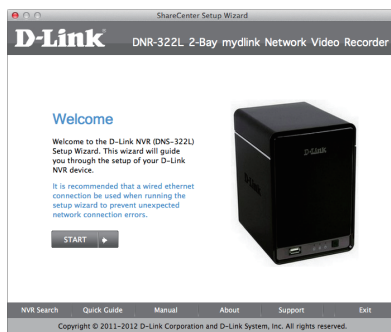 ShareCenter Setup Wizard
D-Link
DNR-322L 2-Bay mydlink Network Video Recorder
Welcome
Welcome to the D-Link NVR (DNS-322L)
Setup Wizard. This wizard will guide
you through the setup of your D-Link
NVR device.
It is recommended that a wired ethernet
connection be used when running the
setup wizard to prevent unexpected
network connection errors.
START
D-Link
NVR Search Quick Guide Manual About Support Exit
Copyright © 2011-2012 D-Link Corporation and D-Link System, Inc. All rights reserved.